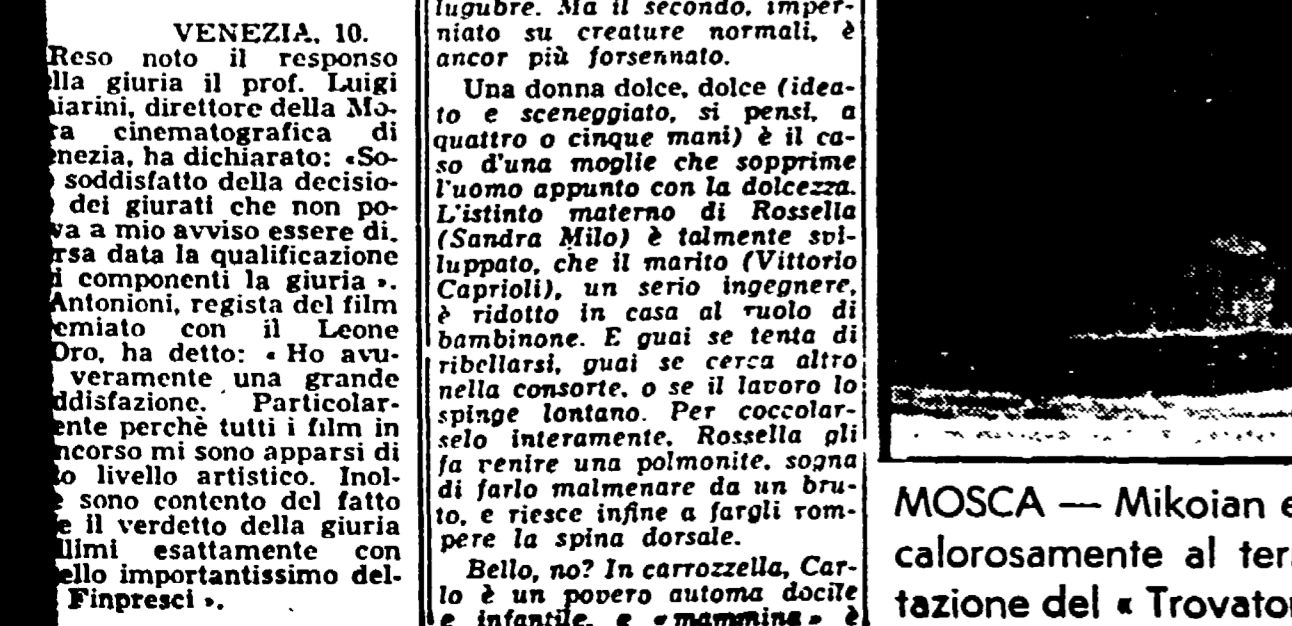 VENEZIA, 10.
Reso noto il responso
lla giuria il prof. Luigi
iarini, direttore della Mo-
ra cinematografica di
nezia, ha dichiarato: «So-
soddisfatto della decisio-
dei giurati che non po-
va a mio avviso essere di.
rsa data la qualificazione
i componenti la giuria ».
Antonioni, regista del film
emiato con il Leone
Oro, ha detto: « Ho avu-
veramente una grande
ddisfazione. Particolar-
ente perchè tutti i film in
ncorso mi sono apparsi di
o livello artistico. Inol-
sono contento del fatto
e il verdetto della giuria
llimi esattamente con
ello importantissimo del-
Finpresci ».
lugubre. Ma il secondo, imper-
niato su creature normali, è
ancor più forsennato.
Una donna dolce, dolce (idea-
to e sceneggiato, si pensi, a
quattro o cinque mani) è il ca-
so d'una moglie che sopprime
l'uomo appunto con la dolcezza.
L'istinto materno di Rossella
(Sandra Milo) è talmente svi-
luppato, che il marito (Vittorio
Caprioli), un serio ingegnere,
è ridotto in casa al ruolo di
bambinone. E guai se tenta di
ribellarsi, guai se cerca altro
nella consorte, o se il lavoro lo
spinge lontano. Per coccolar-
selo interamente, Rossella gli
fa venire una polmonite, sogna
di farlo malmenare da un bru-
to, e riesce infine a fargli rom-
pere la spina dorsale.
Bello, no? In carrozzella, Car-
lo è un povero automa docile
e infantile, e «mammina» è
MOSCA — Mikoian e
calorosamente al ter
tazione del « Trovator